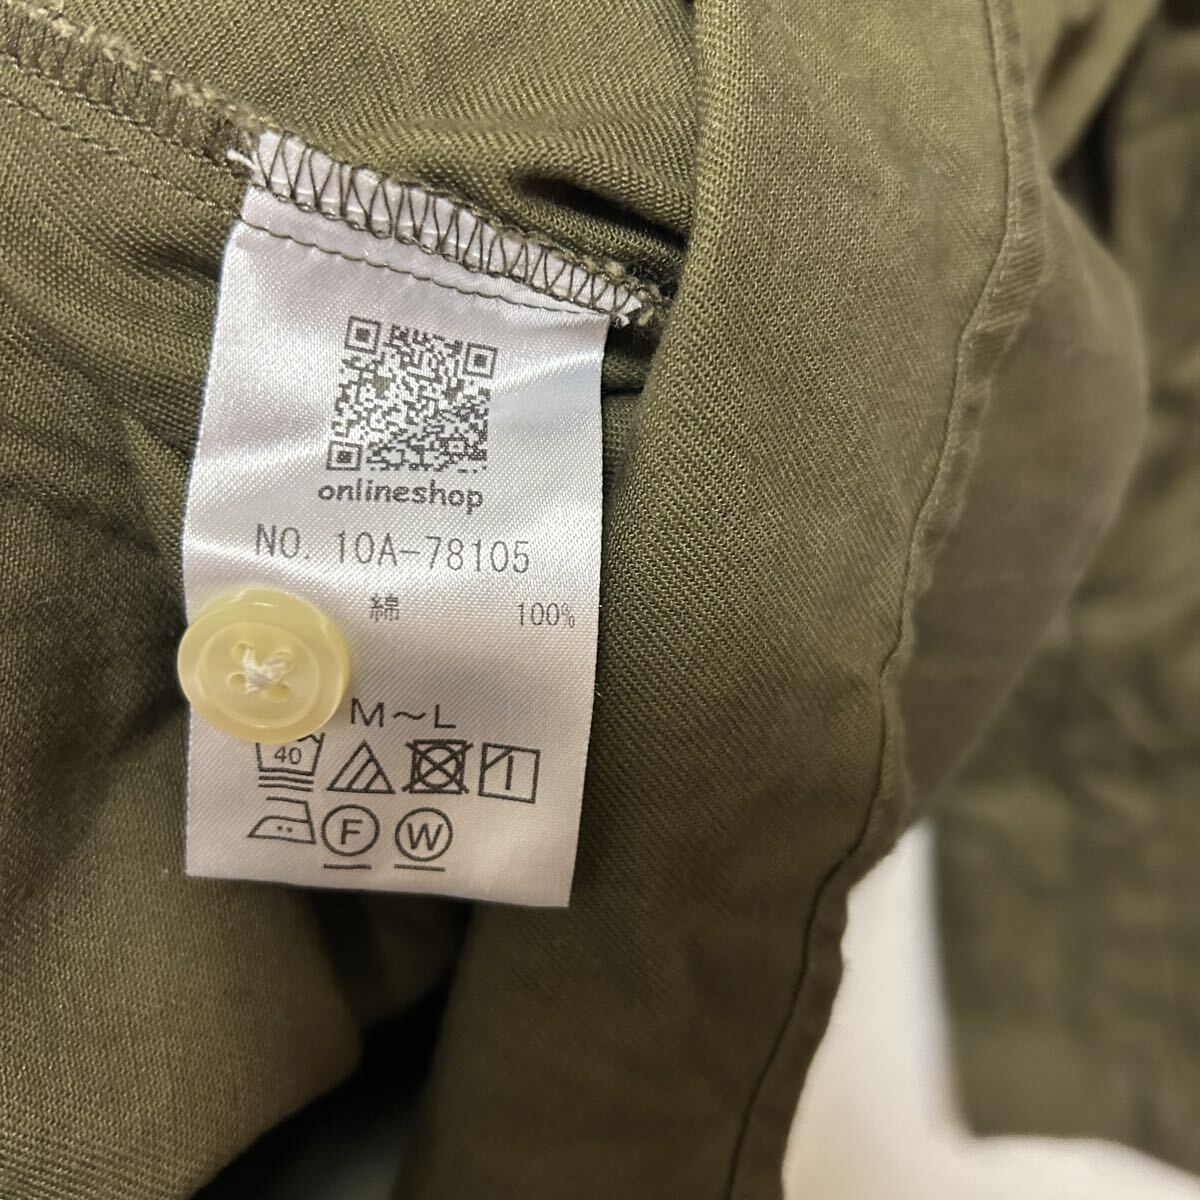 onlineshop
NO. 10A-78105
綿 100%
M～L
40
F W